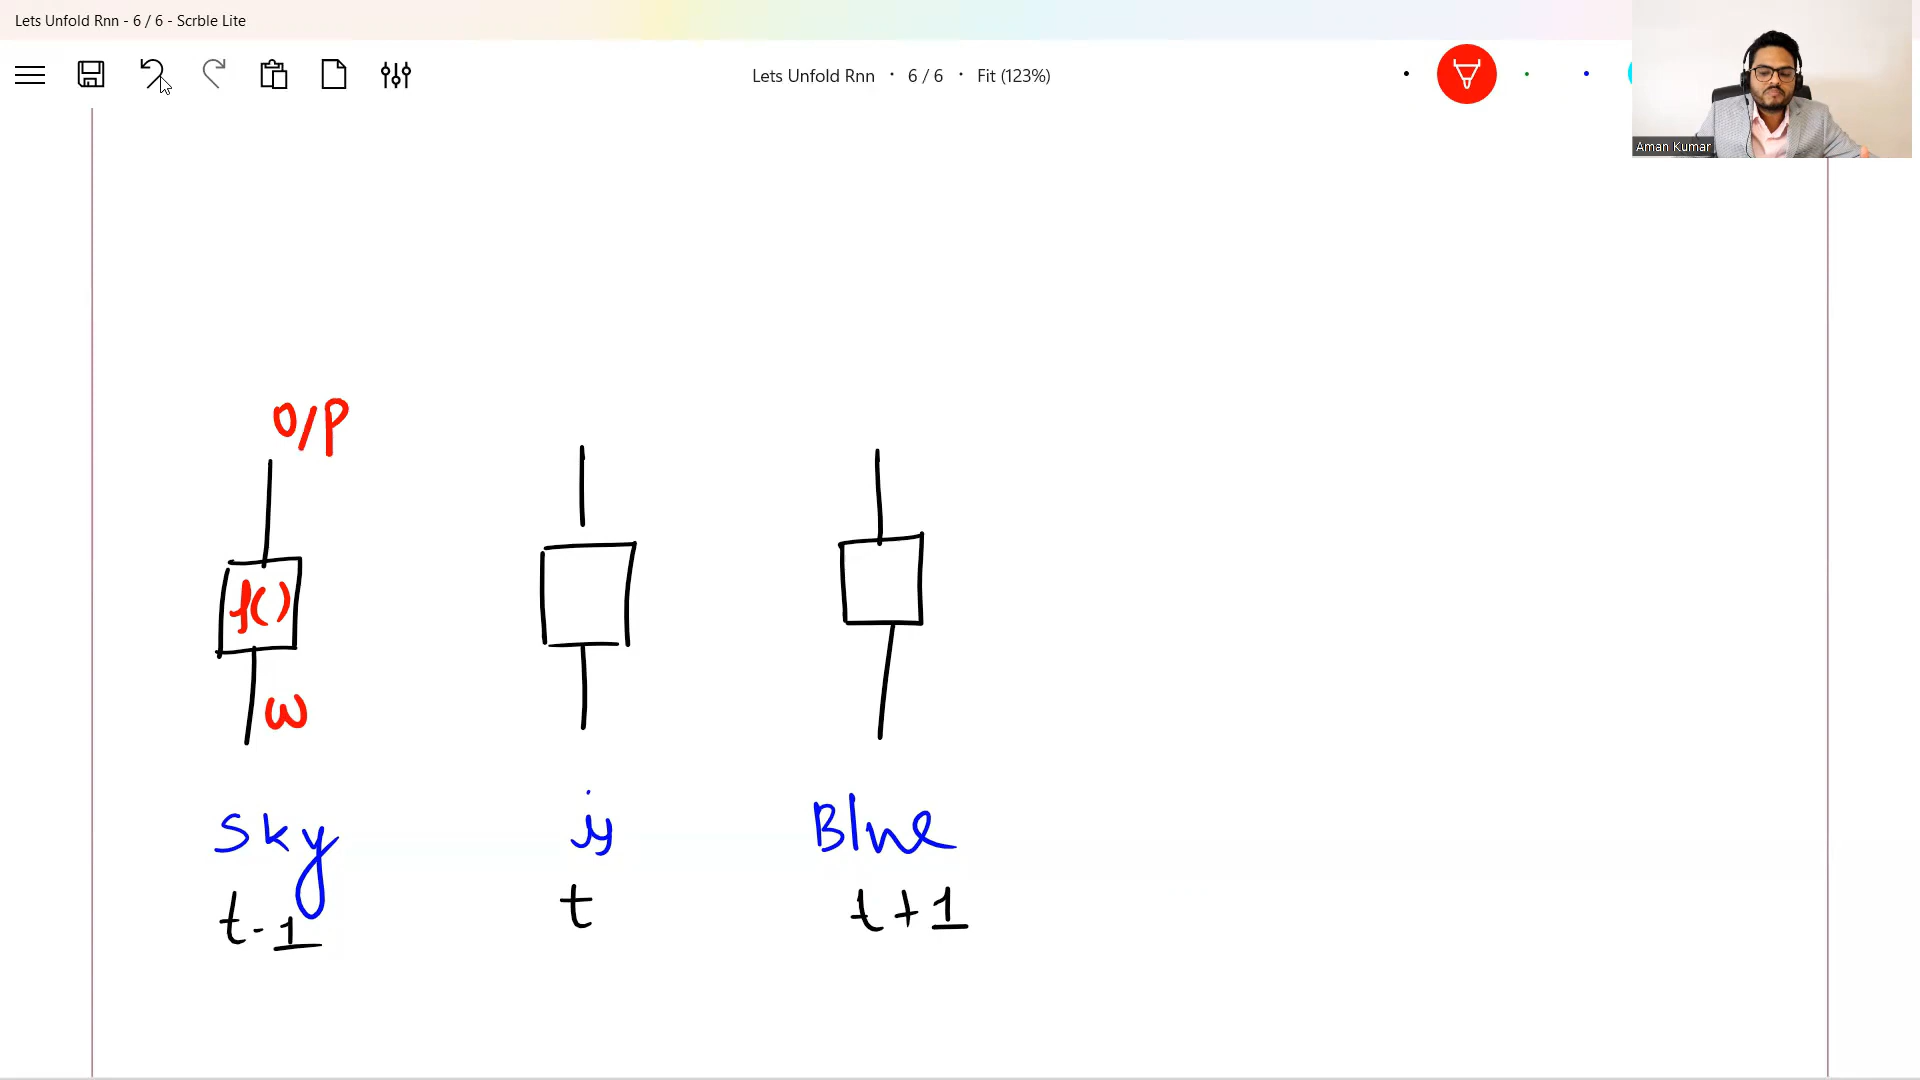 Lets Unfold Rnn - 6 / 6 - Scrble Lite
Lets Unfold Rnn · 6 / 6 · Fit (123%)
Aman Kumar
O/P
f()
w
Sky is Blue
t-1 t t+1